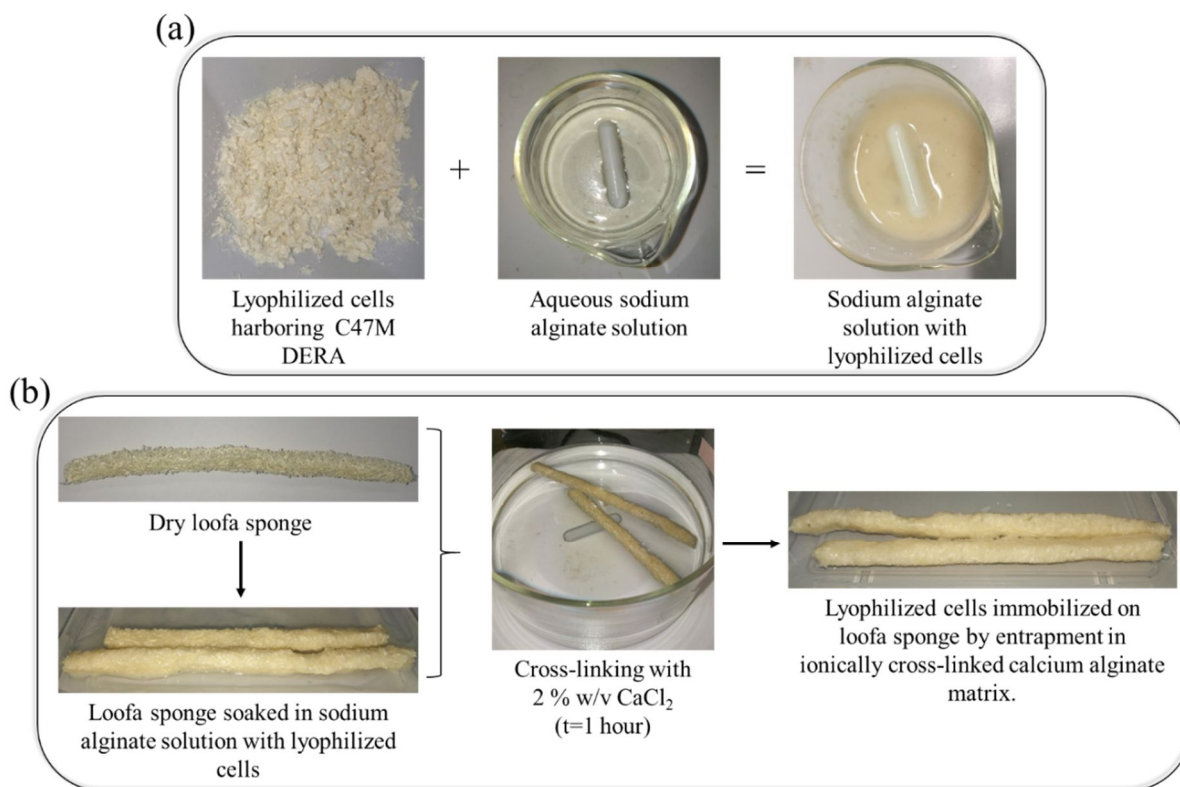 (a)
+
=
Lyophilized cells
harboring C47M
DERA
Aqueous sodium
alginate solution
Sodium alginate
solution with
lyophilized cells
(b)
Dry loofa sponge
Loofa sponge soaked in sodium
alginate solution with lyophilized
cells
Cross-linking with
2 % w/v CaCl₂
(t=1 hour)
Lyophilized cells immobilized on
loofa sponge by entrapment in
ionically cross-linked calcium alginate
matrix.